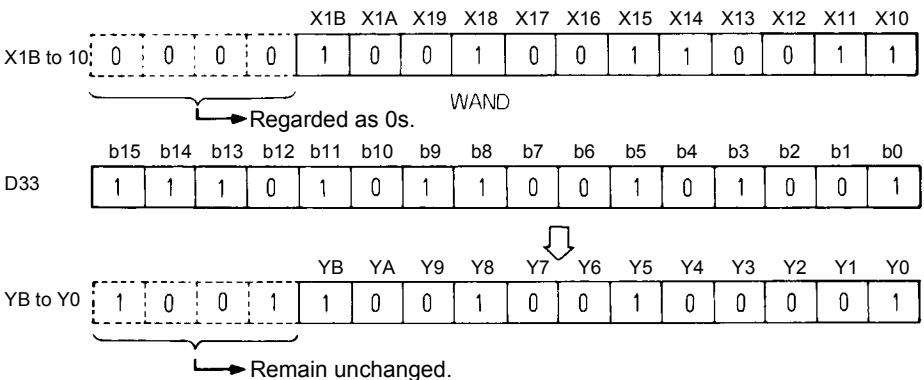 X1B X1A X19 X18 X17 X16 X15 X14 X13 X12 X11 X10
X1B to 10 0 0 0 0 1 0 0 1 0 0 1 1 0 0 1 1
WAND
Regarded as 0s.
b15 b14 b13 b12 b11 b10 b9 b8 b7 b6 b5 b4 b3 b2 b1 b0
D33 1 1 1 0 1 0 1 1 0 0 1 0 1 0 0 1
YB YA Y9 Y8 Y7 Y6 Y5 Y4 Y3 Y2 Y1 Y0
YB to Y0 1 0 0 1 1 0 0 1 0 0 1 0 0 0 0 1
Remain unchanged.